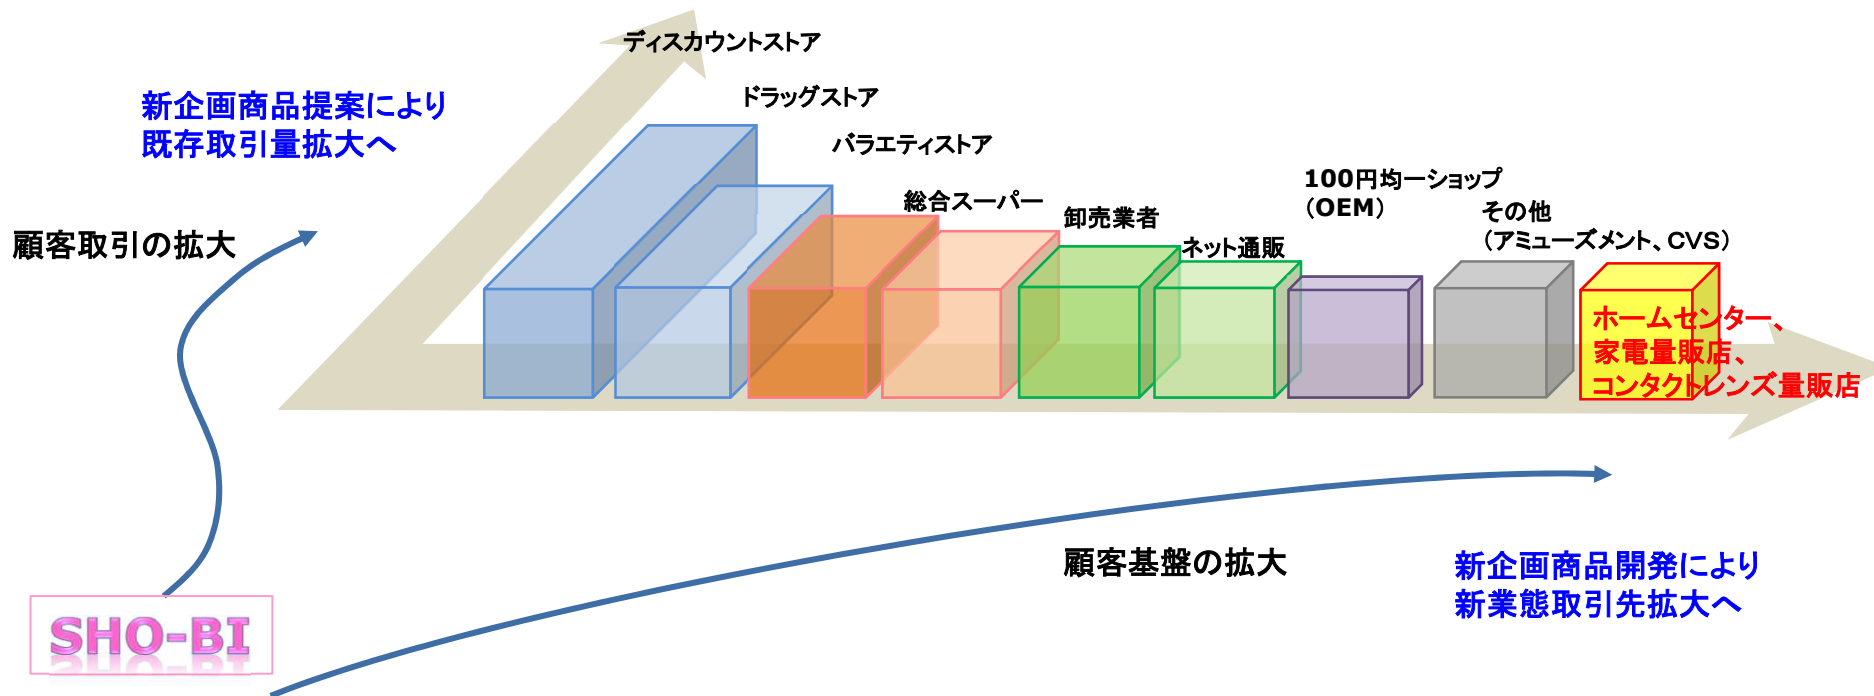 ディスカウントストア
新企画商品提案により
既存取引量拡大へ
ドラッグストア
バラエティストア
総合スーパー
卸売業者
ネット通販
100円均一ショップ
（OEM）
その他
（アミューズメント、CVS）
顧客取引の拡大
ホームセンター、
家電量販店、
コンタクトレンズ量販店
顧客基盤の拡大
新企画商品開発により
新業態取引先拡大へ
SHO-BI